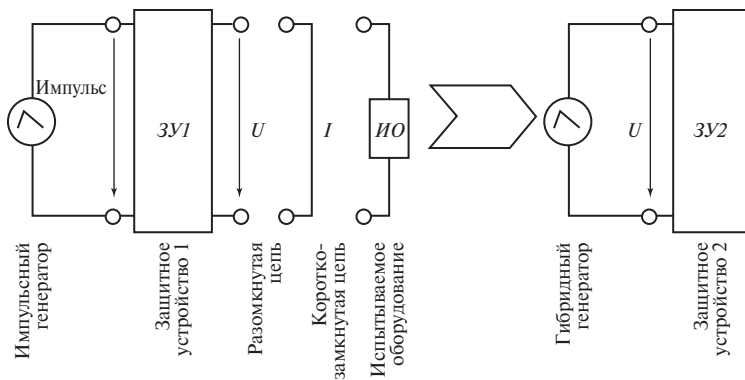 Импульс
ЗУ1
U
I
ИО
U
ЗУ2
Импульсный
генератор
Защитное
устройство 1
Разомкнутая
цепь
Коротко-
замкнутая цепь
Испытываемое
оборудование
Гибридный
генератор
Защитное
устройство 2